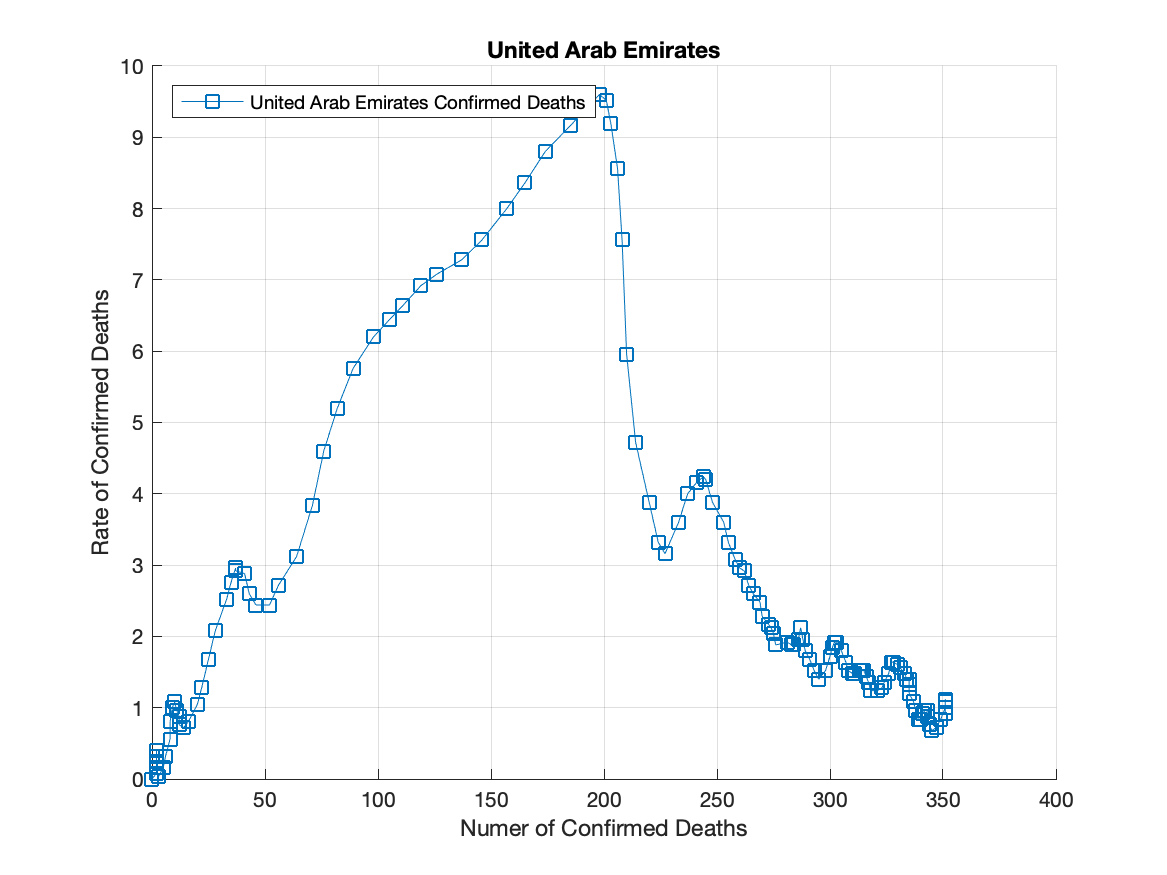 United Arab Emirates
United Arab Emirates Confirmed Deaths
10
9
8
7
6
5
4
3
2
1
0
Rate of Confirmed Deaths
0 50 100 150 200 250 300 350 400
Numer of Confirmed Deaths